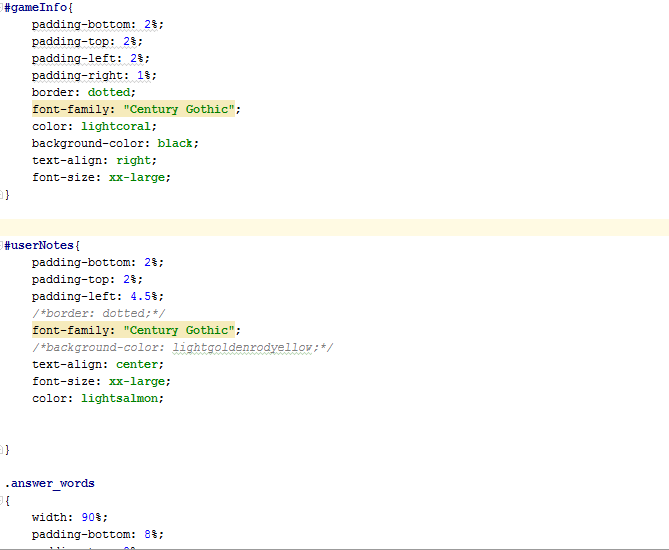 #gameInfo{
padding-bottom: 2%;
padding-top: 2%;
padding-left: 2%;
padding-right: 1%;
border: dotted;
font-family: "Century Gothic";
color: lightcoral;
background-color: black;
text-align: right;
font-size: xx-large;
}
#userNotes{
padding-bottom: 2%;
padding-top: 2%;
padding-left: 4.5%;
/*border: dotted;*/
font-family: "Century Gothic";
/*background-color: lightgoldenrodyellow;*/
text-align: center;
font-size: xx-large;
color: lightsalmon;
}
.answer_words
{
width: 90%;
padding-bottom: 8%;